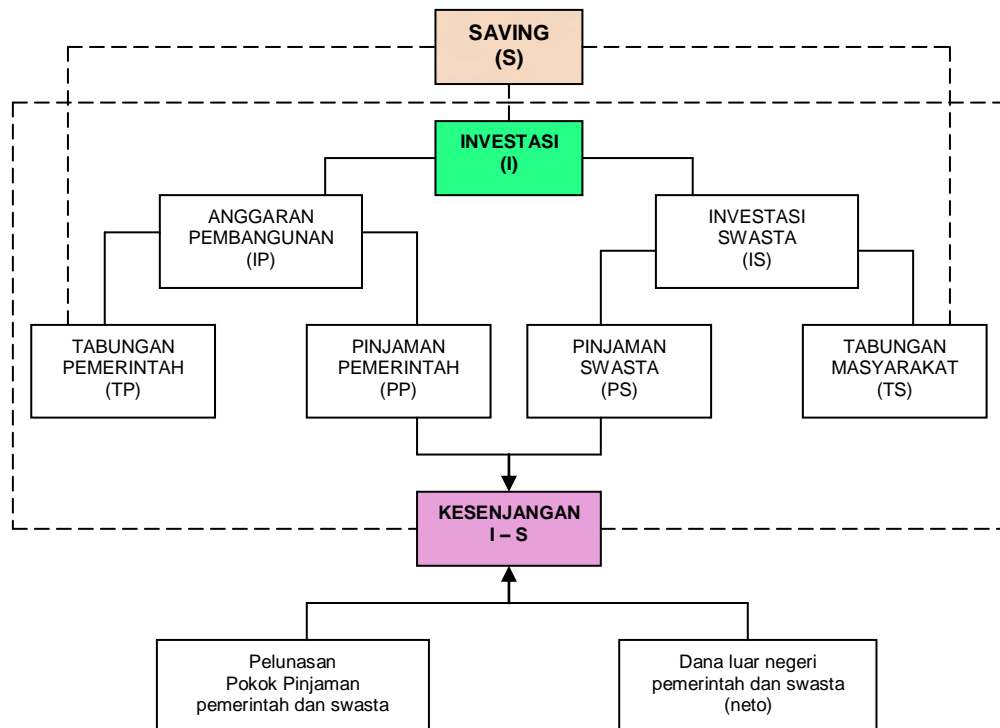 SAVING
(S)
INVESTASI
(I)
ANGGARAN
PEMBANGUNAN
(IP)
INVESTASI
SWASTA
(IS)
TABUNGAN
PEMERINTAH
(TP)
PINJAMAN
PEMERINTAH
(PP)
PINJAMAN
SWASTA
(PS)
TABUNGAN
MASYARAKAT
(TS)
KESENJANGAN
I – S
Pelunasan
Pokok Pinjaman
pemerintah dan swasta
Dana luar negeri
pemerintah dan swasta
(neto)